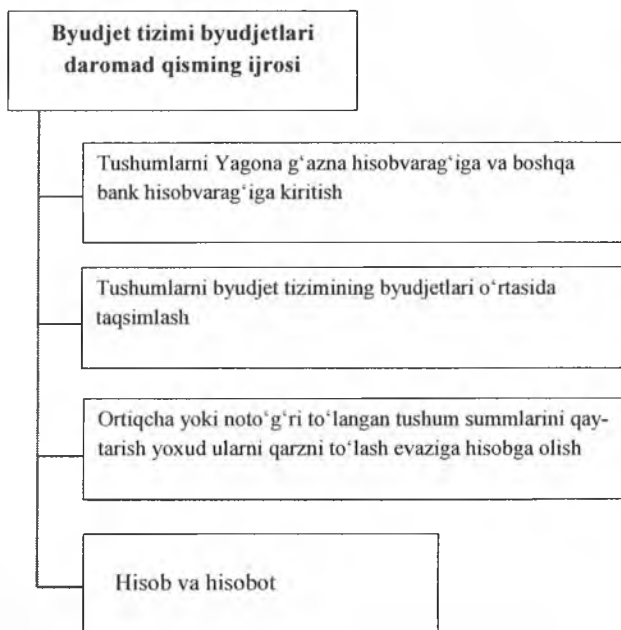 Byudjet tizimi byudjetlari
daromad qisming ijrosi
Tushumlarni Yagona g‘azna hisobvarag‘iga va boshqa
bank hisobvarag‘iga kiritish
Tushumlarni byudjet tizimining byudjetlari o‘rtasida
taqsimlash
Ortiqcha yoki noto‘g‘ri to‘langan tushum summlarini qay-
tarish yoxud ularni qarzni to‘lash evaziga hisobga olish
Hisob va hisobot